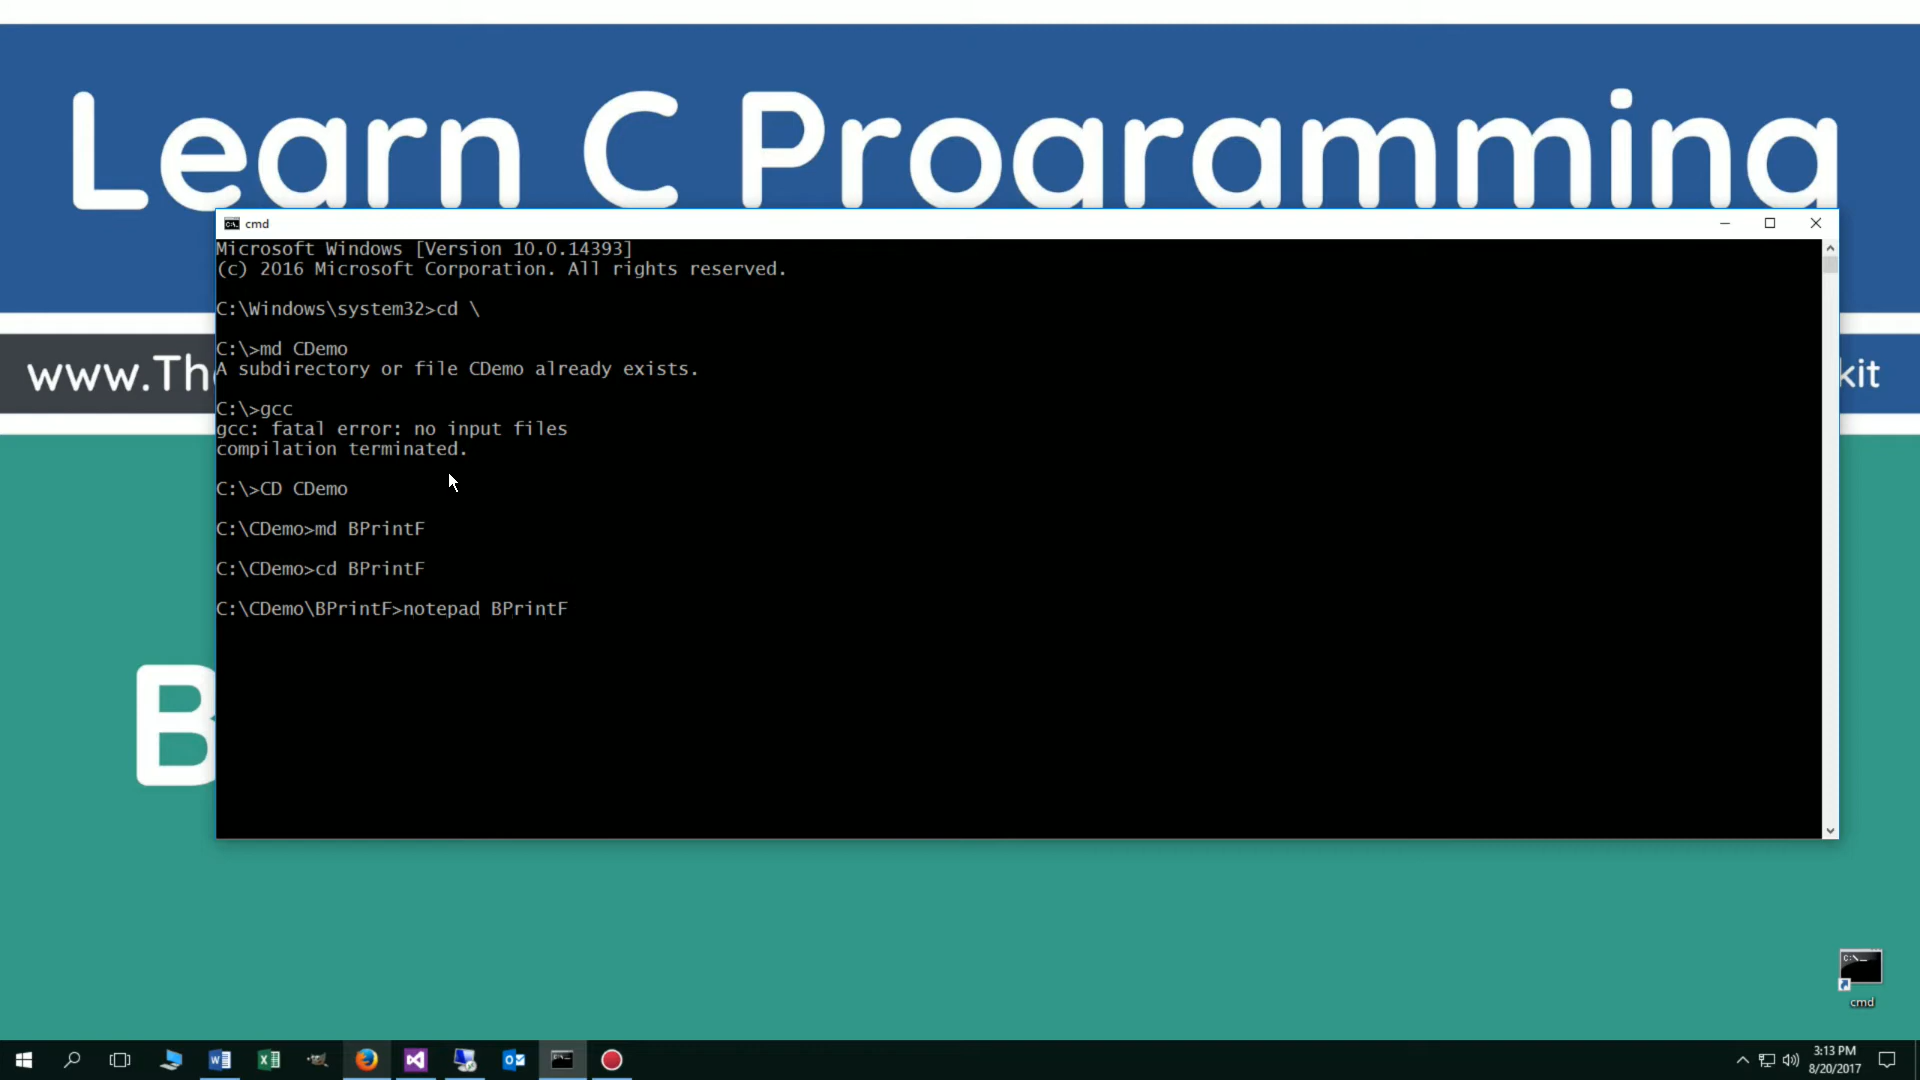 Learn C Programming
cmd
Microsoft Windows [Version 10.0.14393]
(c) 2016 Microsoft Corporation. All rights reserved.
C:\Windows\system32>cd \
C:\>md CDemo
A subdirectory or file CDemo already exists.
www.Th
kit
C:\>gcc
gcc: fatal error: no input files
compilation terminated.
C:\>CD CDemo
C:\CDemo>md BPrintF
C:\CDemo>cd BPrintF
C:\CDemo\BPrintF>notepad BPrintF
B
cmd
3:13 PM
8/20/2017